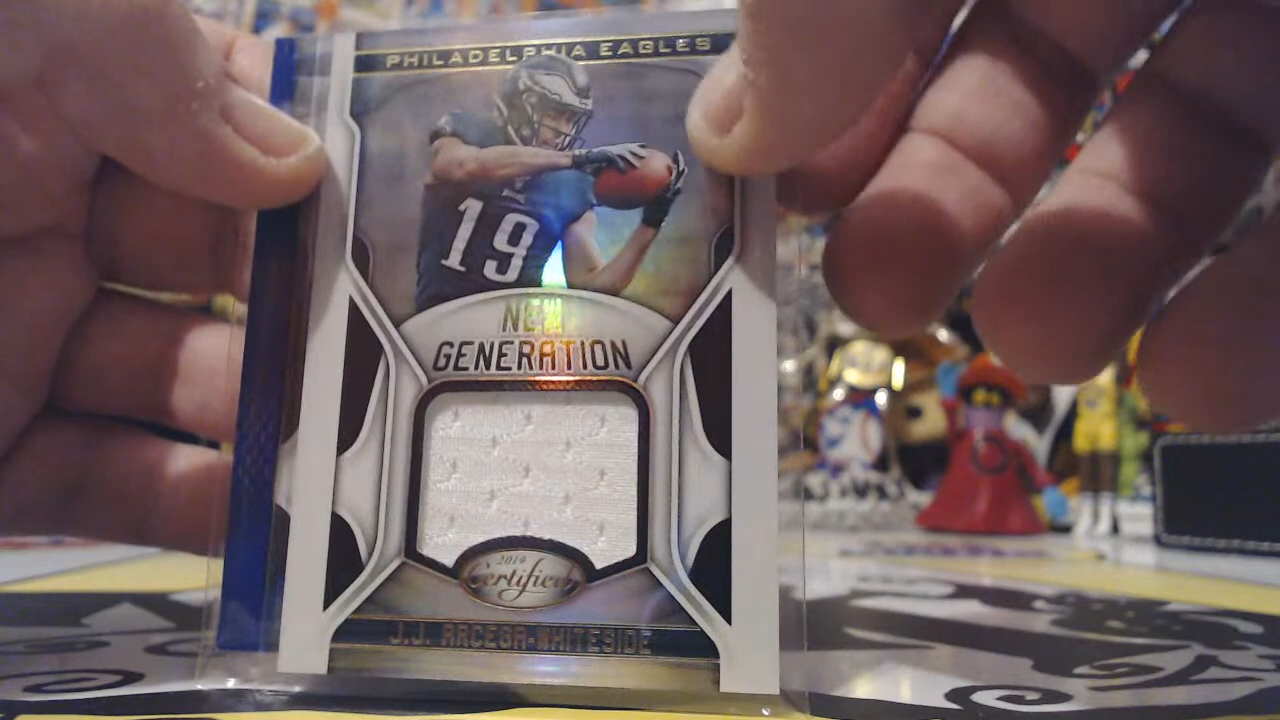 PHILADELPHIA EAGLES
19
NEW
GENERATION
2019
Certified
J.J. ARCEGA-WHITESIDE